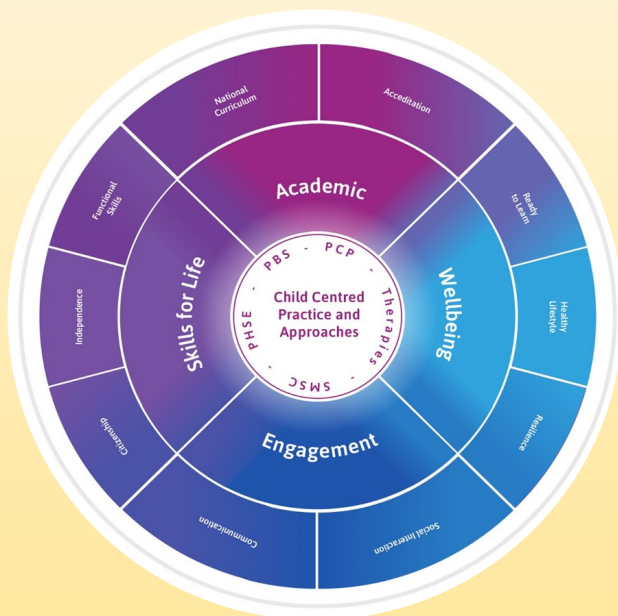 National
Curriculum
Acceditation
Ready
to Learn
Healthy
Lifestyle
Resilience
Social Interaction
Communication
Citizenship
Independence
Functional
Skills
Academic
Wellbeing
Engagement
Skills for Life
PBS - PCP - Therapies - SMSC - PHSE -
Child Centred
Practice and
Approaches